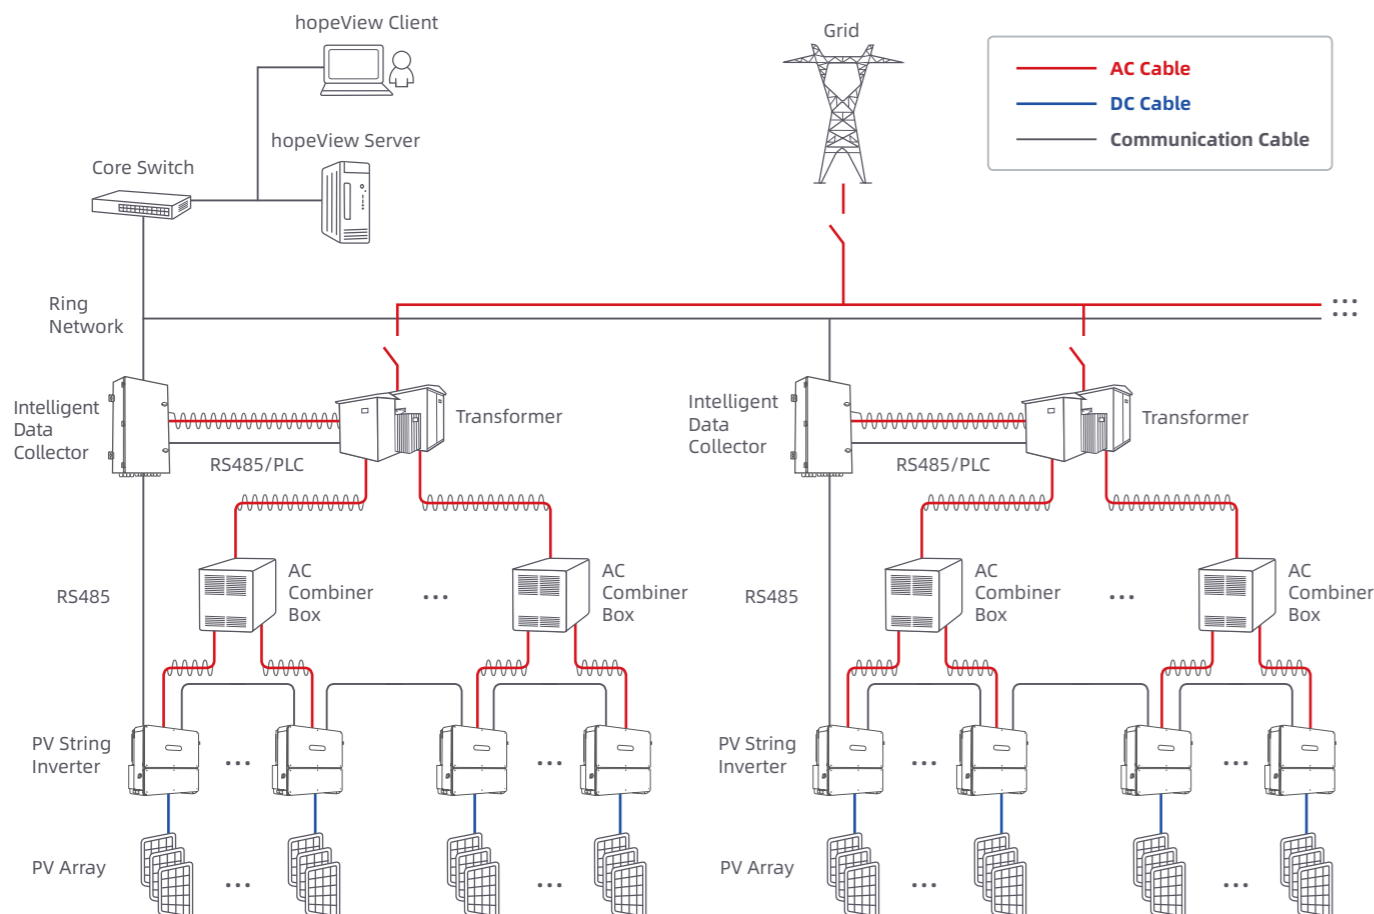 hopeView Client
Grid
AC Cable
DC Cable
Communication Cable
hopeView Server
Core Switch
Ring
Network
Intelligent
Data
Collector
Transformer
RS485/PLC
Intelligent
Data
Collector
Transformer
RS485/PLC
RS485
AC
Combiner
Box
AC
Combiner
Box
RS485
AC
Combiner
Box
AC
Combiner
Box
PV String
Inverter
PV String
Inverter
PV Array
PV Array